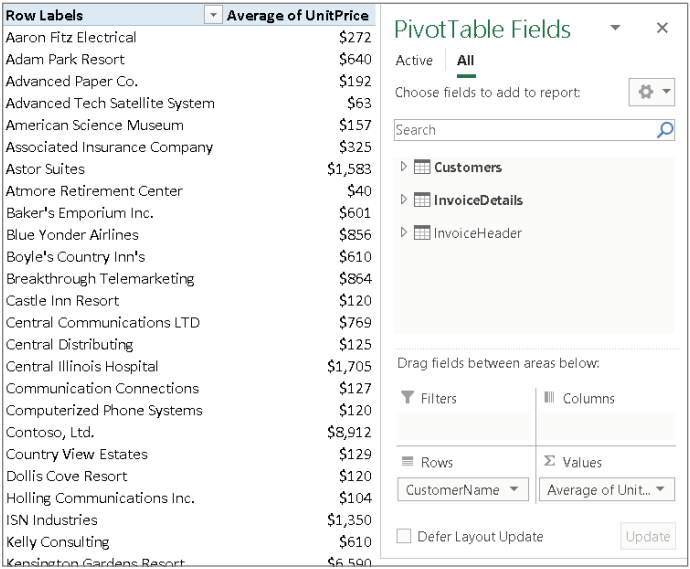 Row Labels Average of UnitPrice
Aaron Fitz Electrical $272
Adam Park Resort $640
Advanced Paper Co. $192
Advanced Tech Satellite System $63
American Science Museum $157
Associated Insurance Company $325
Astor Suites $1,583
Atmore Retirement Center $40
Baker's Emporium Inc. $601
Blue Yonder Airlines $856
Boyle's Country Inn's $610
Breakthrough Telemarketing $864
Castle Inn Resort $120
Central Communications LTD $769
Central Distributing $125
Central Illinois Hospital $1,705
Communication Connections $127
Computerized Phone Systems $120
Contoso, Ltd. $8,912
Country View Estates $129
Dollis Cove Resort $120
Holling Communications Inc. $104
ISN Industries $1,350
Kelly Consulting $610
Kensington Gardens Resort $6,590
PivotTable Fields
Active All
Choose fields to add to report:
Search
Customers
InvoiceDetails
InvoiceHeader
Drag fields between areas below:
Filters Columns
Rows Σ Values
CustomerName Average of Unit...
Defer Layout Update Update